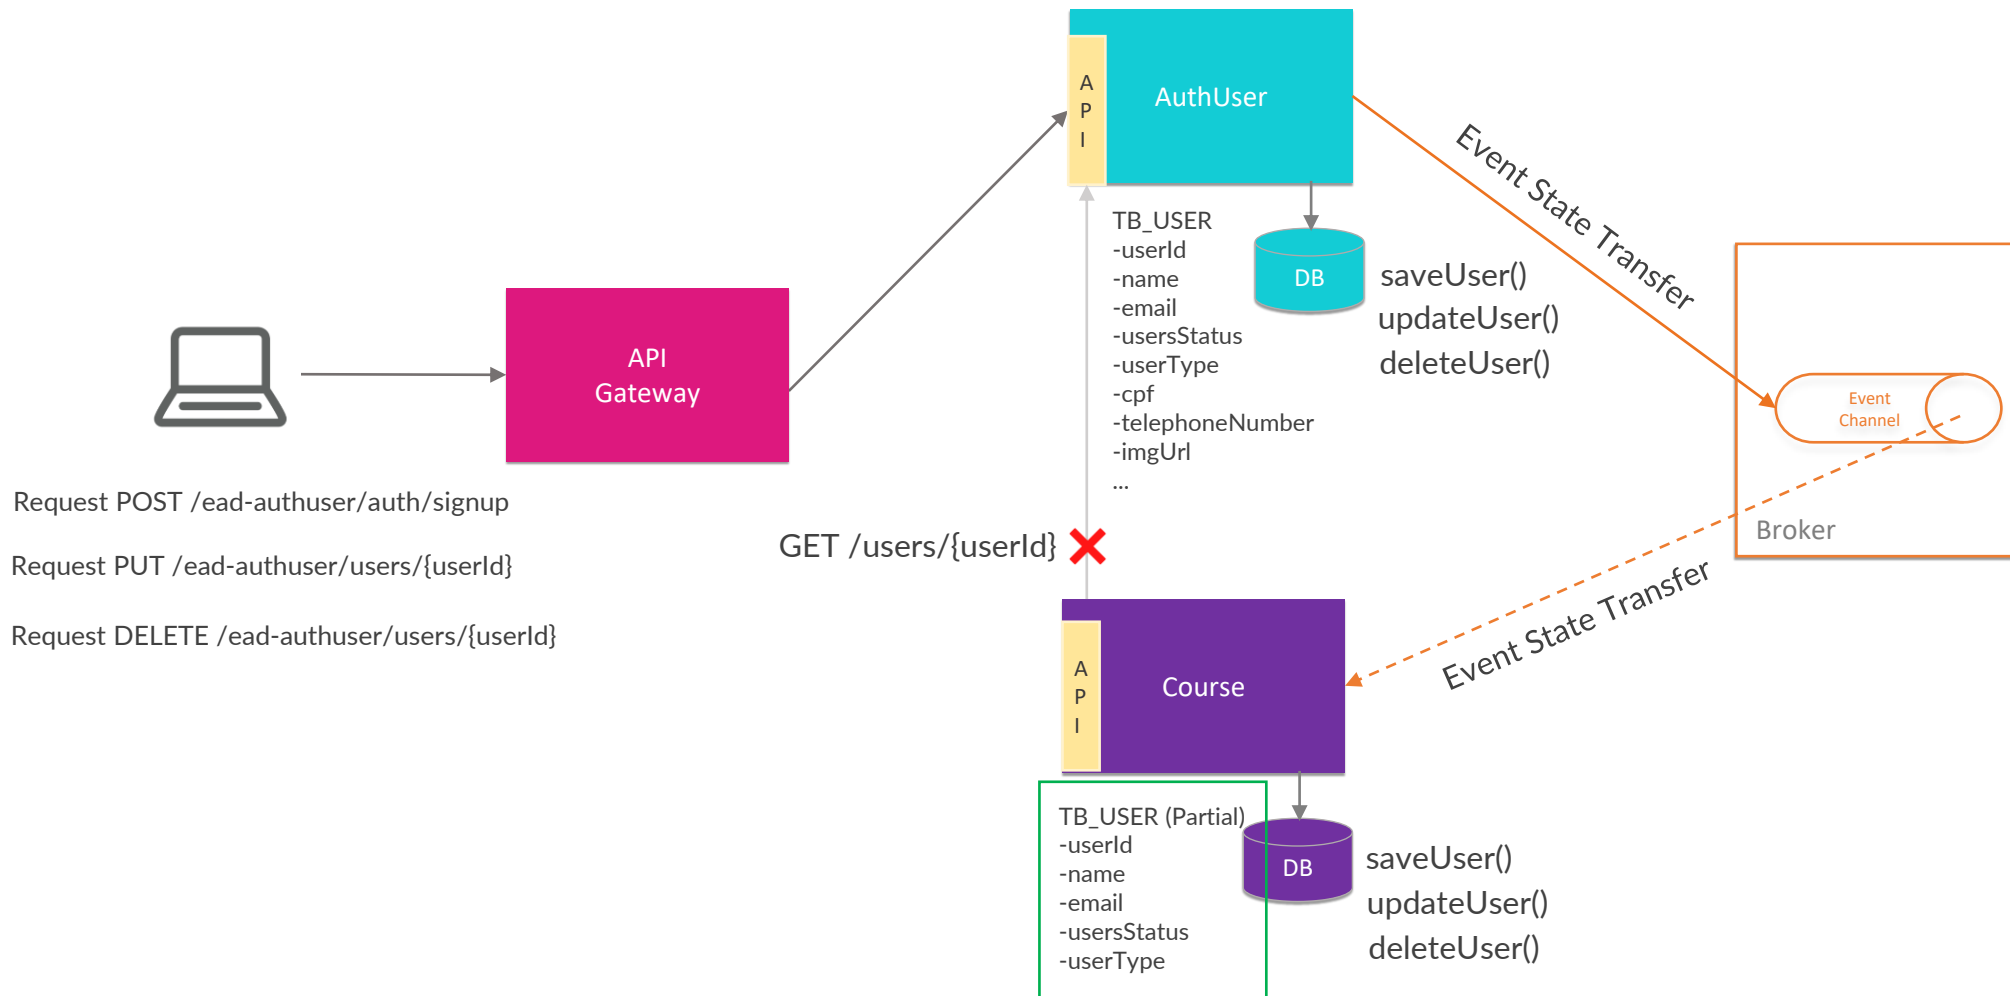 A
P
I
AuthUser
Event State Transfer
TB_USER
-userId
-name
-email
-usersStatus
-userType
-cpf
-telephoneNumber
-imgUrl
...
DB
saveUser()
updateUser()
deleteUser()
API
Gateway
Event
Channel
Broker
Request POST /ead-authuser/auth/signup
Request PUT /ead-authuser/users/{userId}
Request DELETE /ead-authuser/users/{userId}
GET /users/{userId}
Event State Transfer
A
P
I
Course
TB_USER (Partial)
-userId
-name
-email
-usersStatus
-userType
DB
saveUser()
updateUser()
deleteUser()